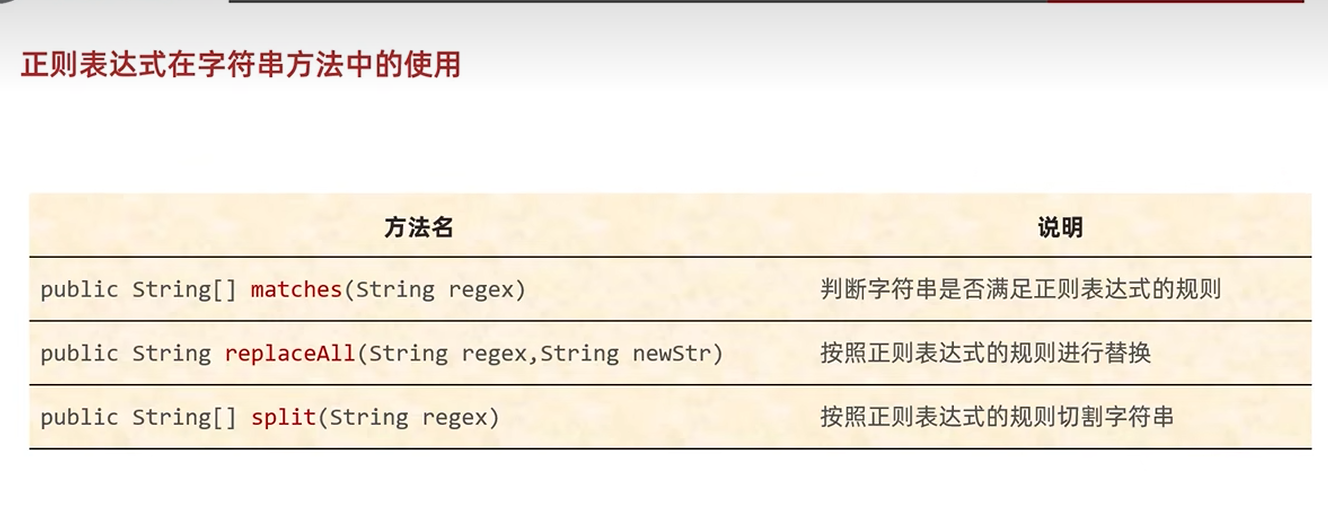 正则表达式在字符串方法中的使用
方法名 说明
public String[] matches(String regex) 判断字符串是否满足正则表达式的规则
public String replaceAll(String regex,String newStr) 按照正则表达式的规则进行替换
public String[] split(String regex) 按照正则表达式的规则切割字符串